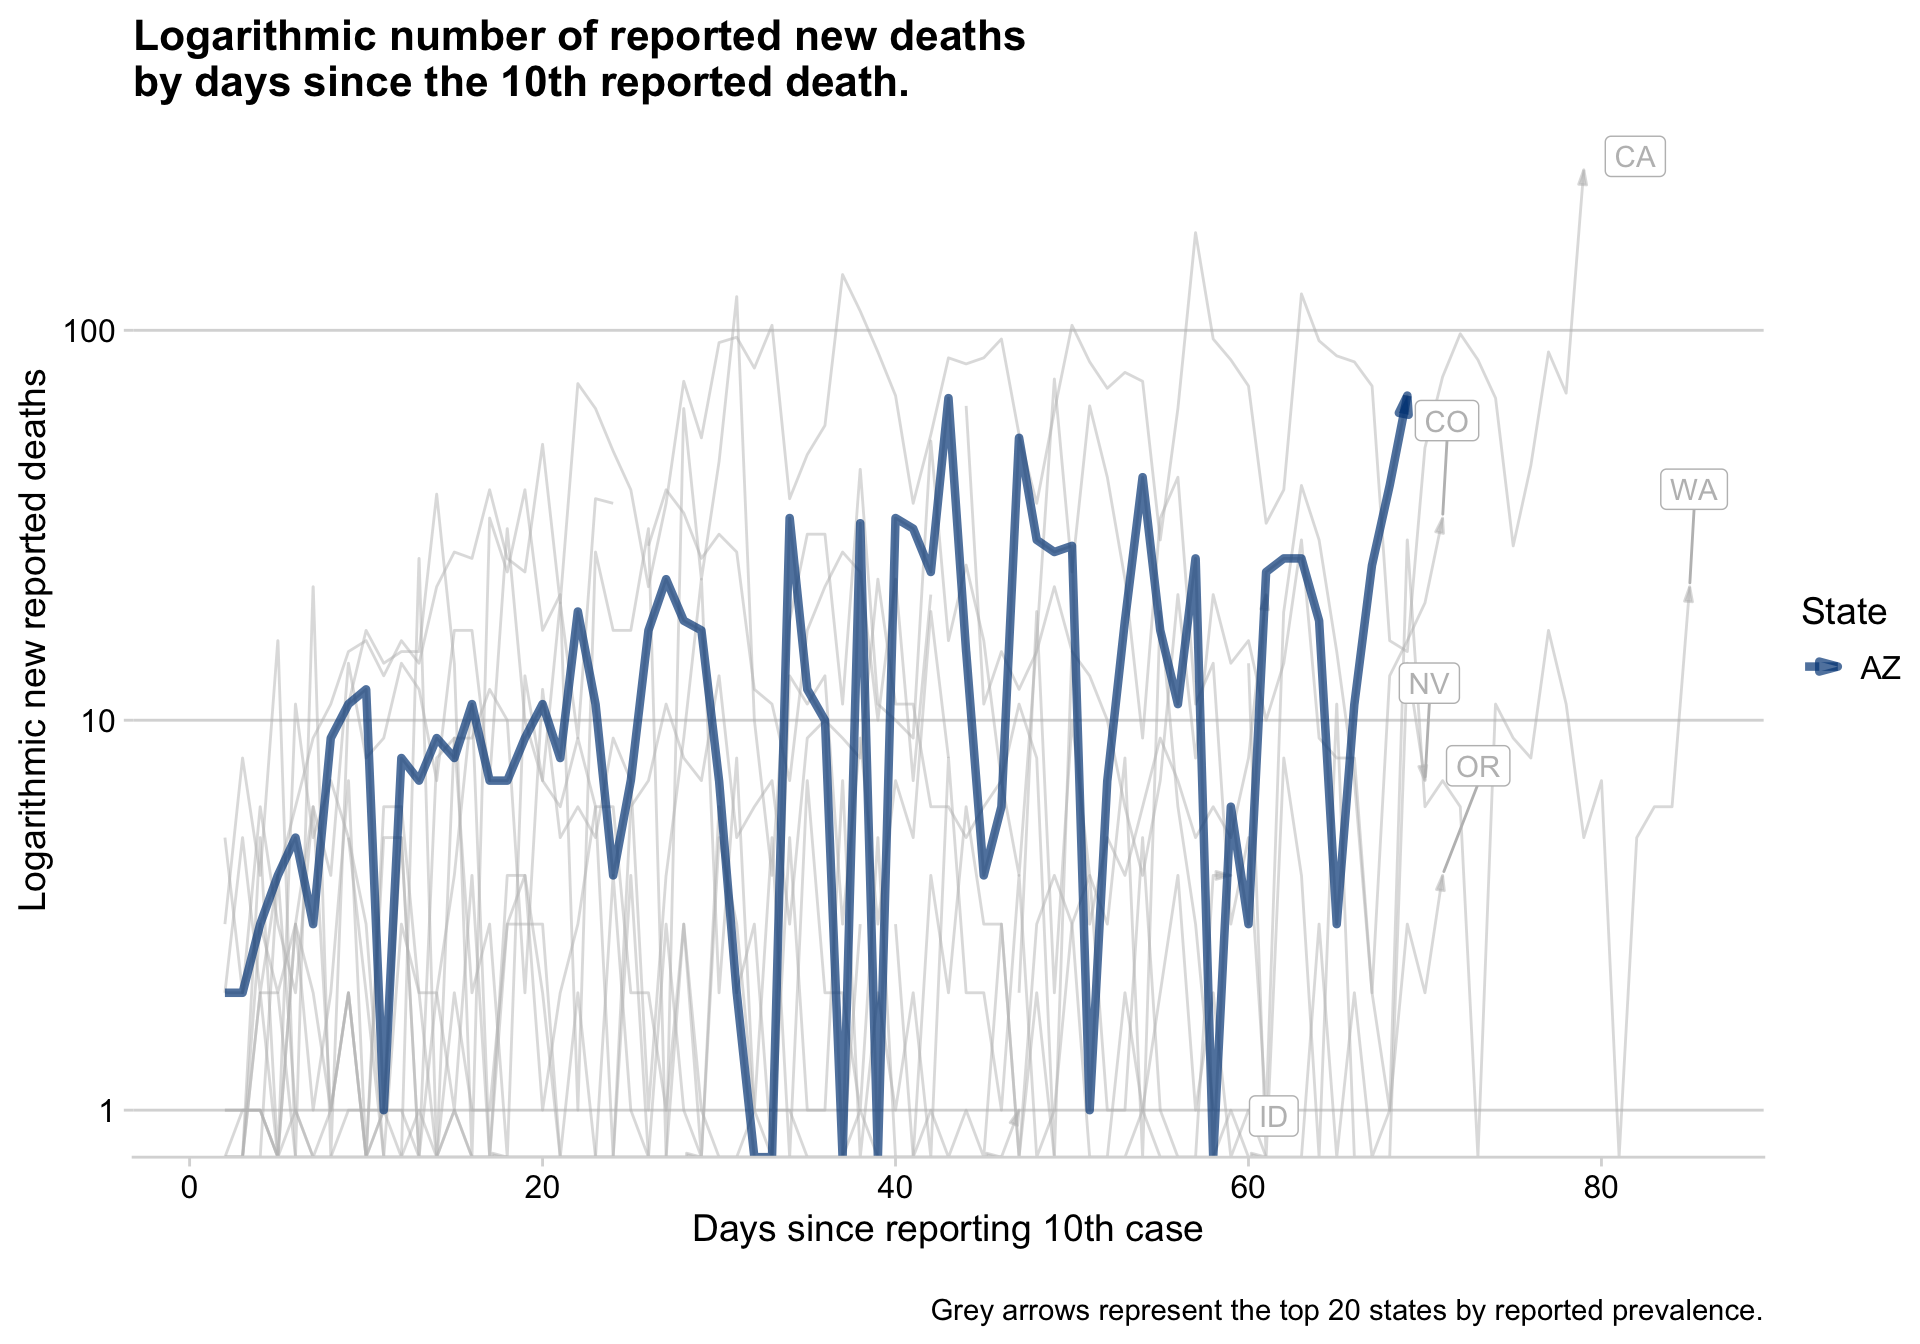 Logarithmic number of reported new deaths
by days since the 10th reported death.
CA
100
CO
WA
Logarithmic new reported deaths
State
AZ
NV
10
OR
1
ID
0
20
40
60
80
Days since reporting 10th case
Grey arrows represent the top 20 states by reported prevalence.